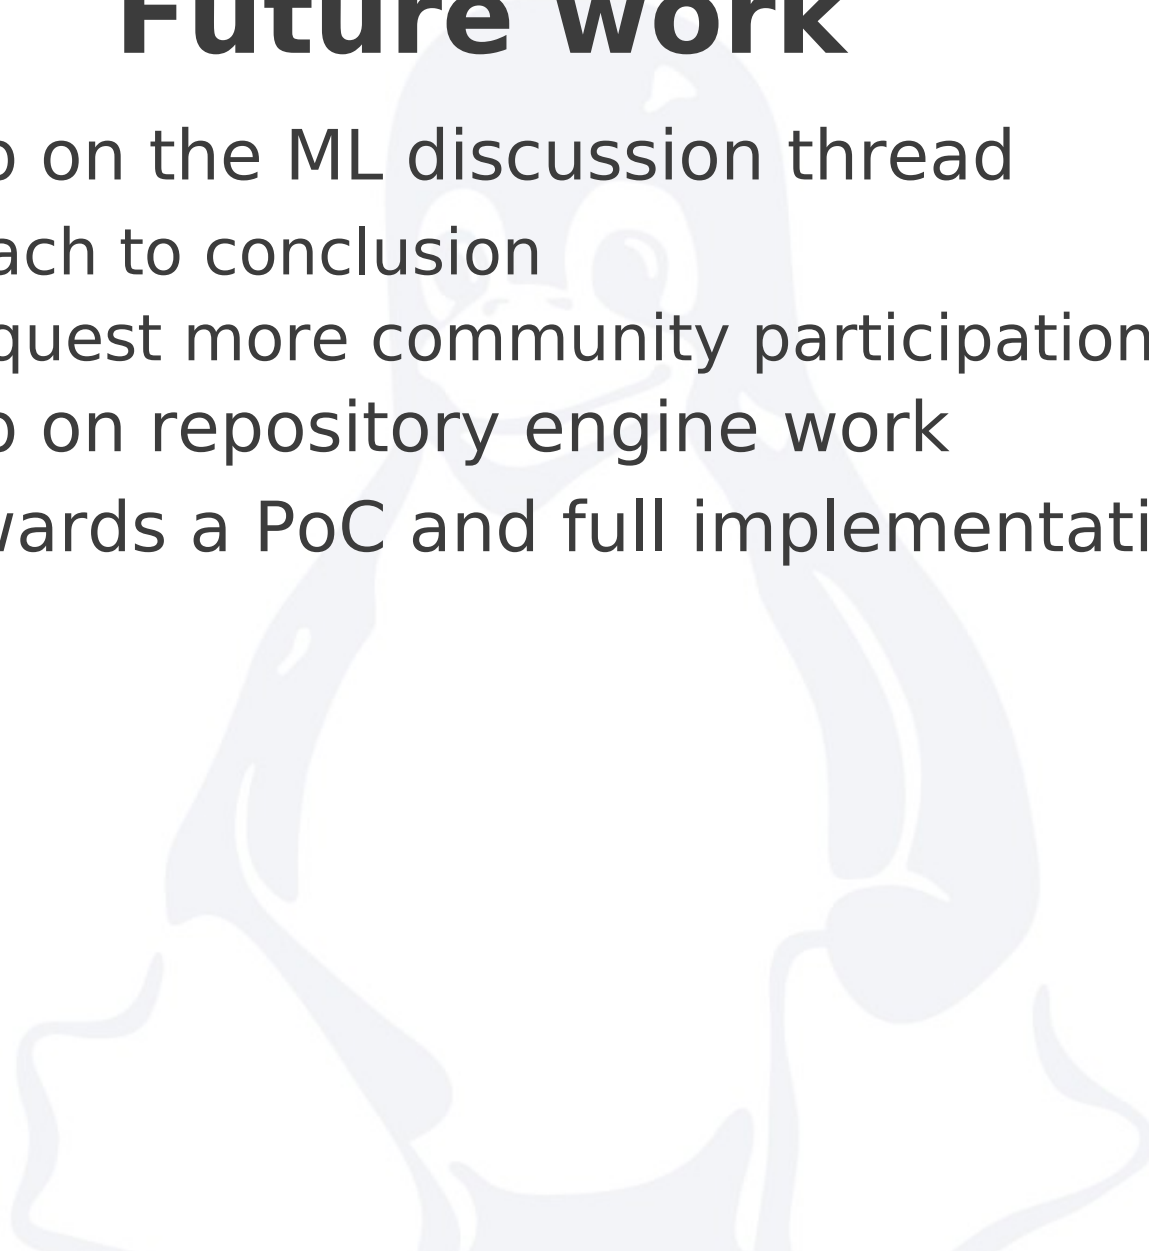 Future work
on the ML discussion thread
ach to conclusion
quest more community participation
on repository engine work
wards a PoC and full implementati